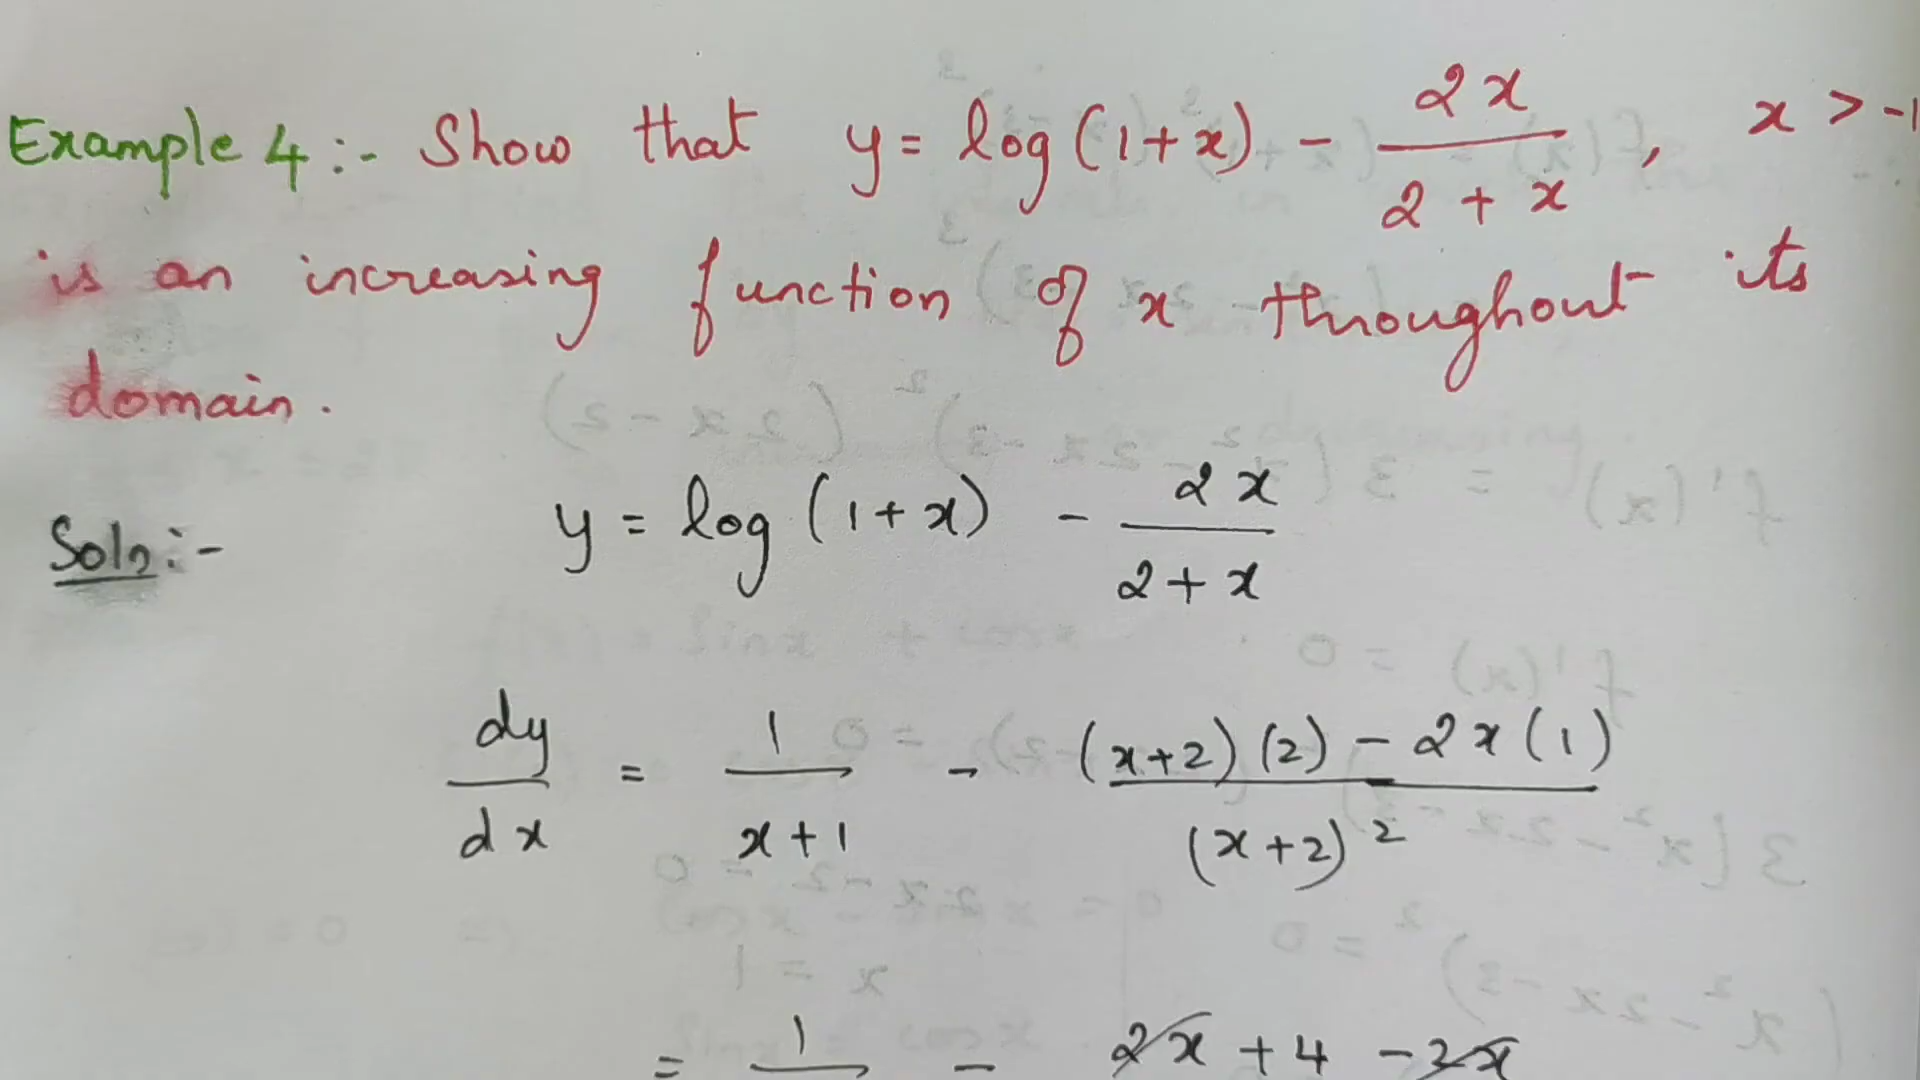 Example 4:- Show that y = log(1+x) - 2x/(2+x), x > -1
is an increasing function of x throughout its
domain.
Soln:- y = log(1+x) - 2x/(2+x)
dy/dx = 1/(x+1) - ((x+2)(2) - 2x(1))/(x+2)²
= 1 - 2x + 4 - 2x